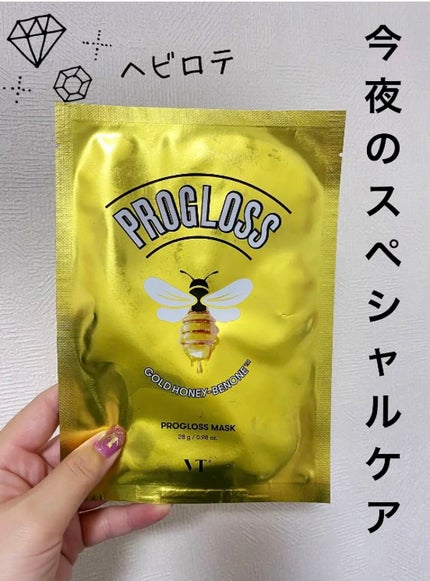 今夜のスペシャルケア
ヘビロテ
PROGLOSS
GOLD HONEY-BENONE™
PROGLOSS MASK
28 g / 0.98 oz.
VT